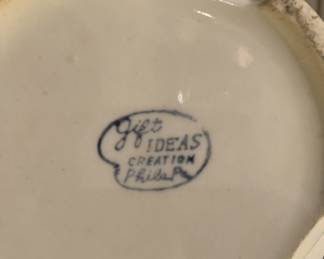 Gift
IDEAS
CREATION
Phila Pa